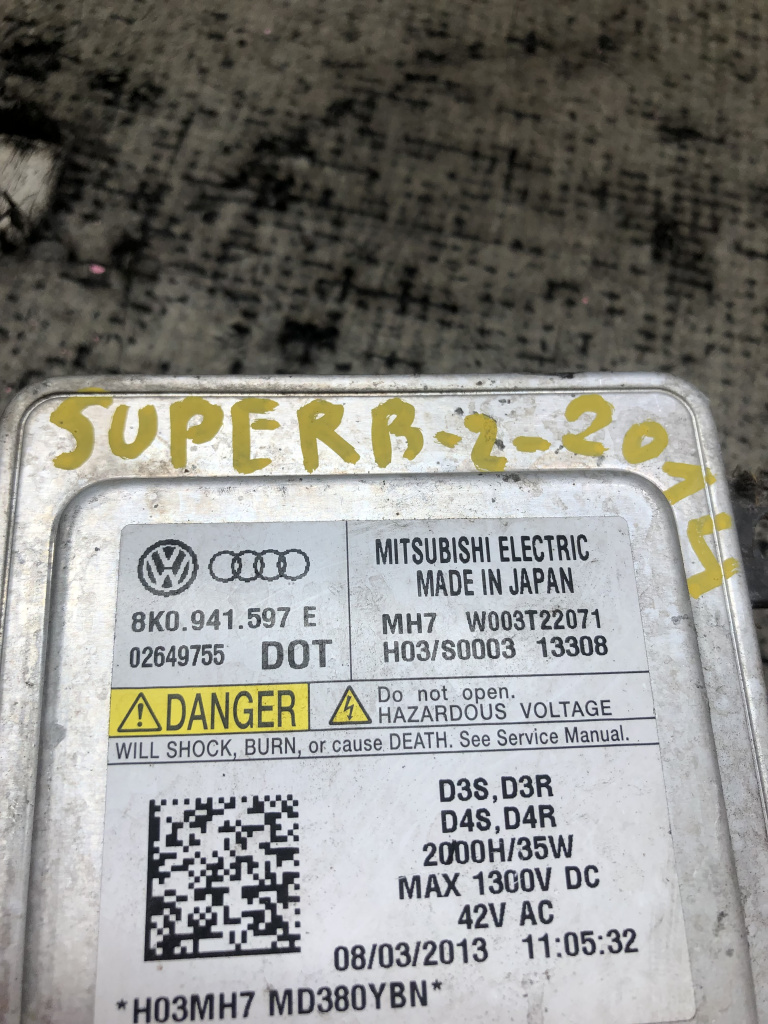 SUPERB-2-2014
8K0.941.597 E
02649755 DOT
MITSUBISHI ELECTRIC
MADE IN JAPAN
MH7 W003T22071
H03/S0003 13308
DANGER
Do not open.
HAZARDOUS VOLTAGE
WILL SHOCK, BURN, or cause DEATH. See Service Manual.
D3S,D3R
D4S,D4R
2000H/35W
MAX 1300V DC
42V AC
08/03/2013 11:05:32
*H03MH7 MD380YBN*